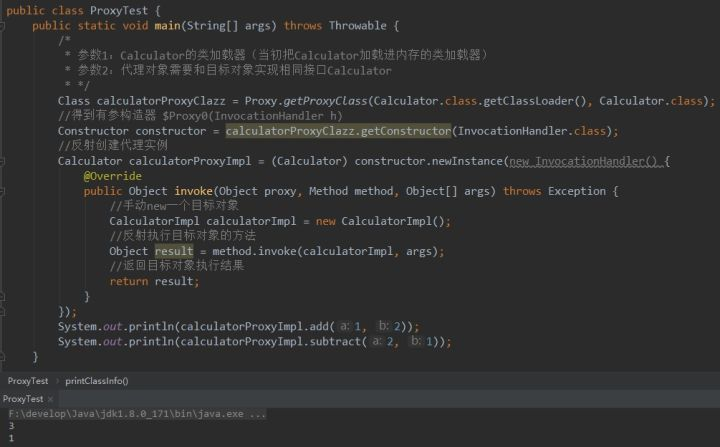 public class ProxyTest {
public static void main(String[] args) throws Throwable {
/*
* 参数1：Calculator的类加载器（当初把Calculator加载进内存的类加载器）
* 参数2：代理对象需要和目标对象实现相同接口Calculator
* */
Class calculatorProxyClazz = Proxy.getProxyClass(Calculator.class.getClassLoader(), Calculator.class);
//得到有参构造器 $Proxy0(InvocationHandler h)
Constructor constructor = calculatorProxyClazz.getConstructor(InvocationHandler.class);
//反射创建代理实例
Calculator calculatorProxyImpl = (Calculator) constructor.newInstance(new InvocationHandler() {
@Override
public Object invoke(Object proxy, Method method, Object[] args) throws Exception {
//手动new一个目标对象
CalculatorImpl calculatorImpl = new CalculatorImpl();
//反射执行目标对象的方法
Object result = method.invoke(calculatorImpl, args);
//返回目标对象执行结果
return result;
}
});
System.out.println(calculatorProxyImpl.add( a: 1, b: 2));
System.out.println(calculatorProxyImpl.subtract( a: 2, b: 1));
}
ProxyTest › printClassInfo()
ProxyTest ×
F:\develop\Java\jdk1.8.0_171\bin\java.exe ...
3
1